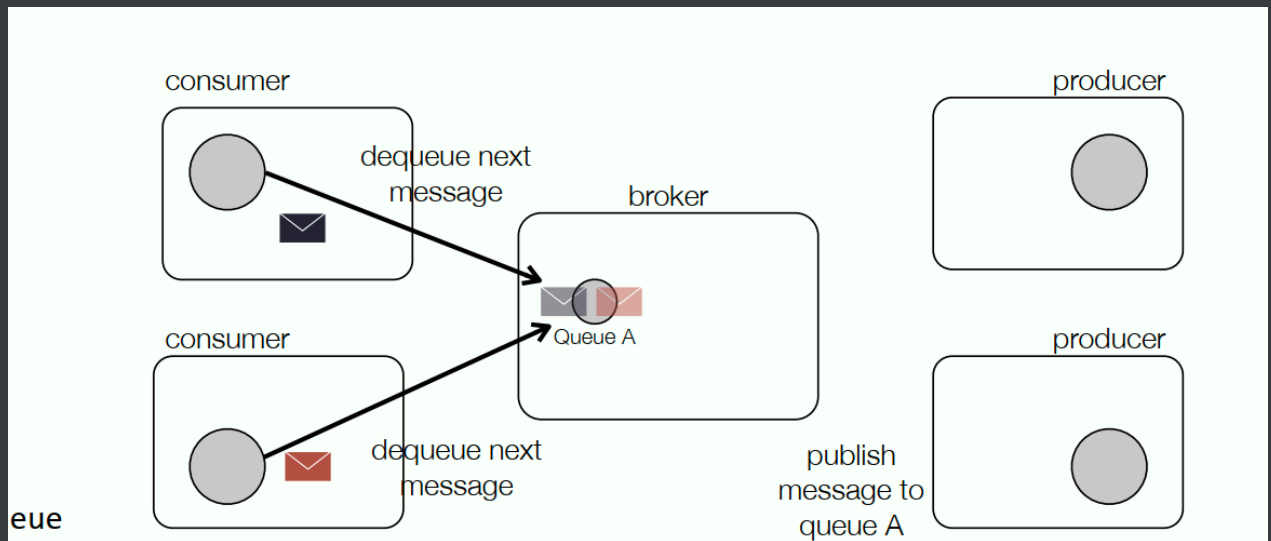 consumer
producer
dequeue next
message
broker
Queue A
consumer
producer
dequeue next
message
publish
message to
queue A
eue